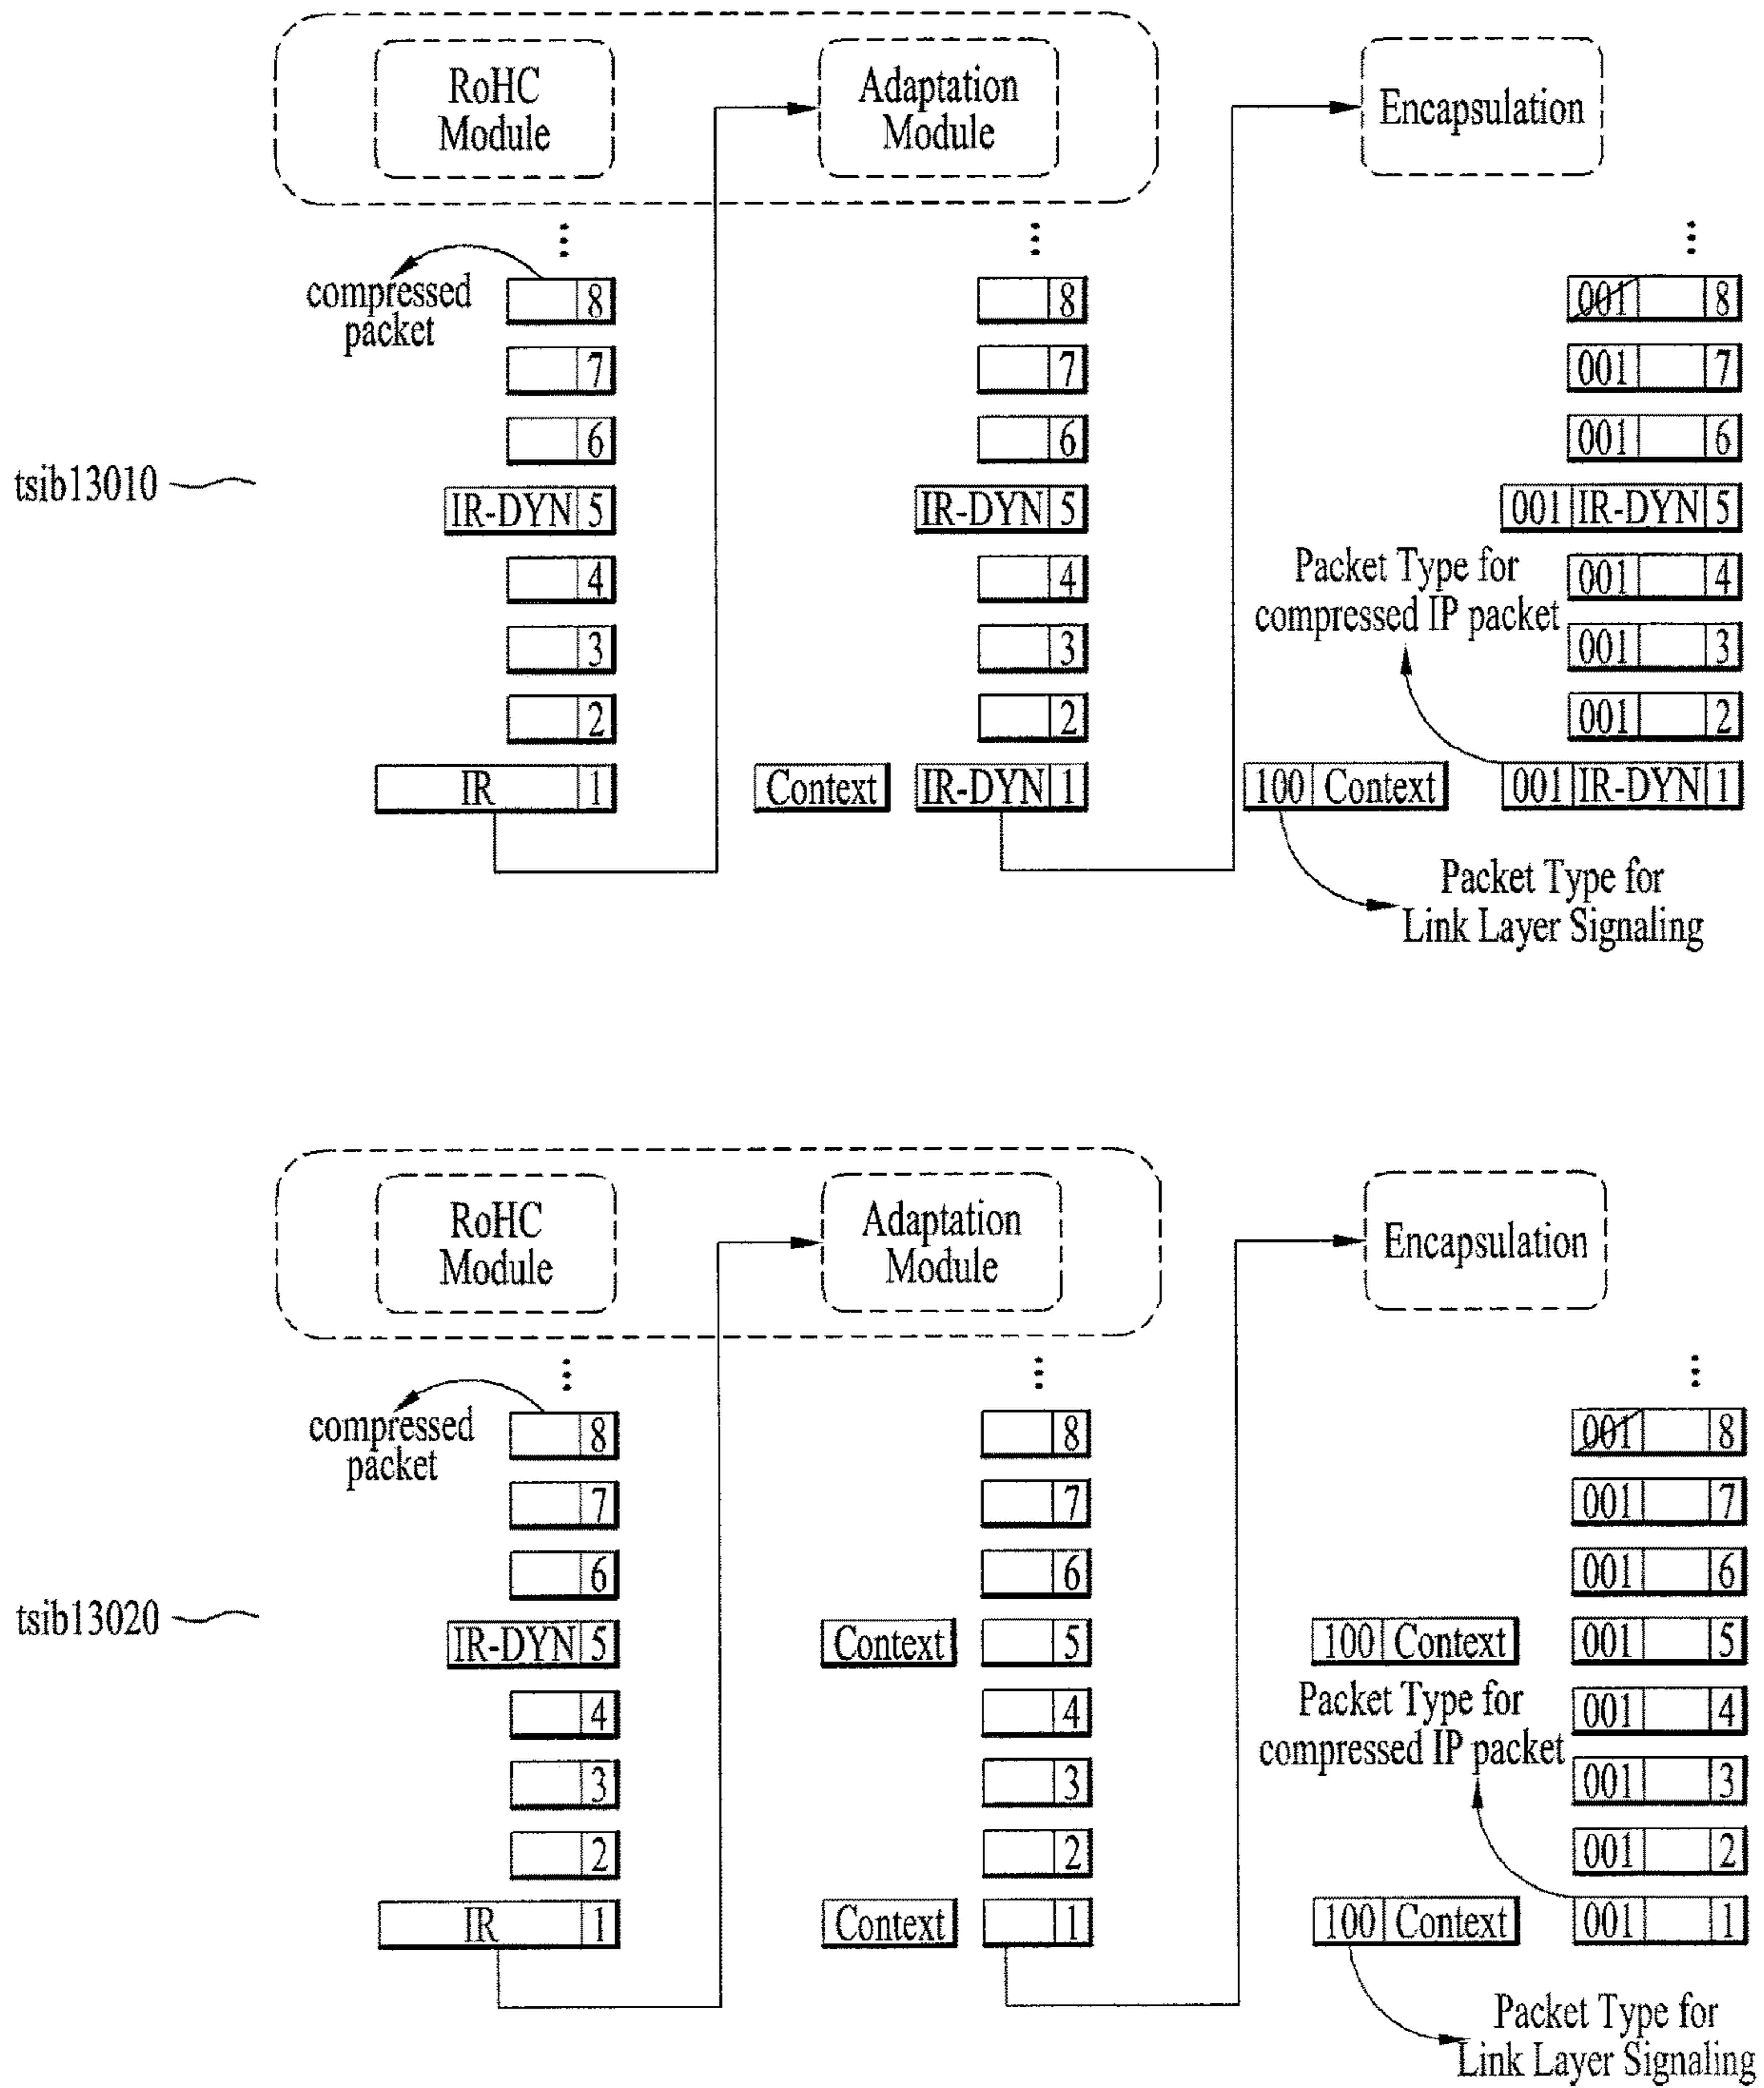 RoHC
Module
Adaptation
Module
Encapsulation
compressed
packet
8
8
001 8
7
7
001 7
6
6
001 6
tsib13010
IR-DYN 5
IR-DYN 5
001 IR-DYN 5
4
4
001 4
Packet Type for
compressed IP packet
3
3
001 3
2
2
001 2
IR 1
Context
IR-DYN 1
100 Context
001 IR-DYN 1
Packet Type for
Link Layer Signaling
RoHC
Module
Adaptation
Module
Encapsulation
compressed
packet
8
8
001 8
7
7
001 7
6
6
001 6
tsib13020
IR-DYN 5
Context
5
100 Context
001 5
Packet Type for
compressed IP packet
4
4
001 4
3
3
001 3
2
2
001 2
IR 1
Context
1
100 Context
001 1
Packet Type for
Link Layer Signaling